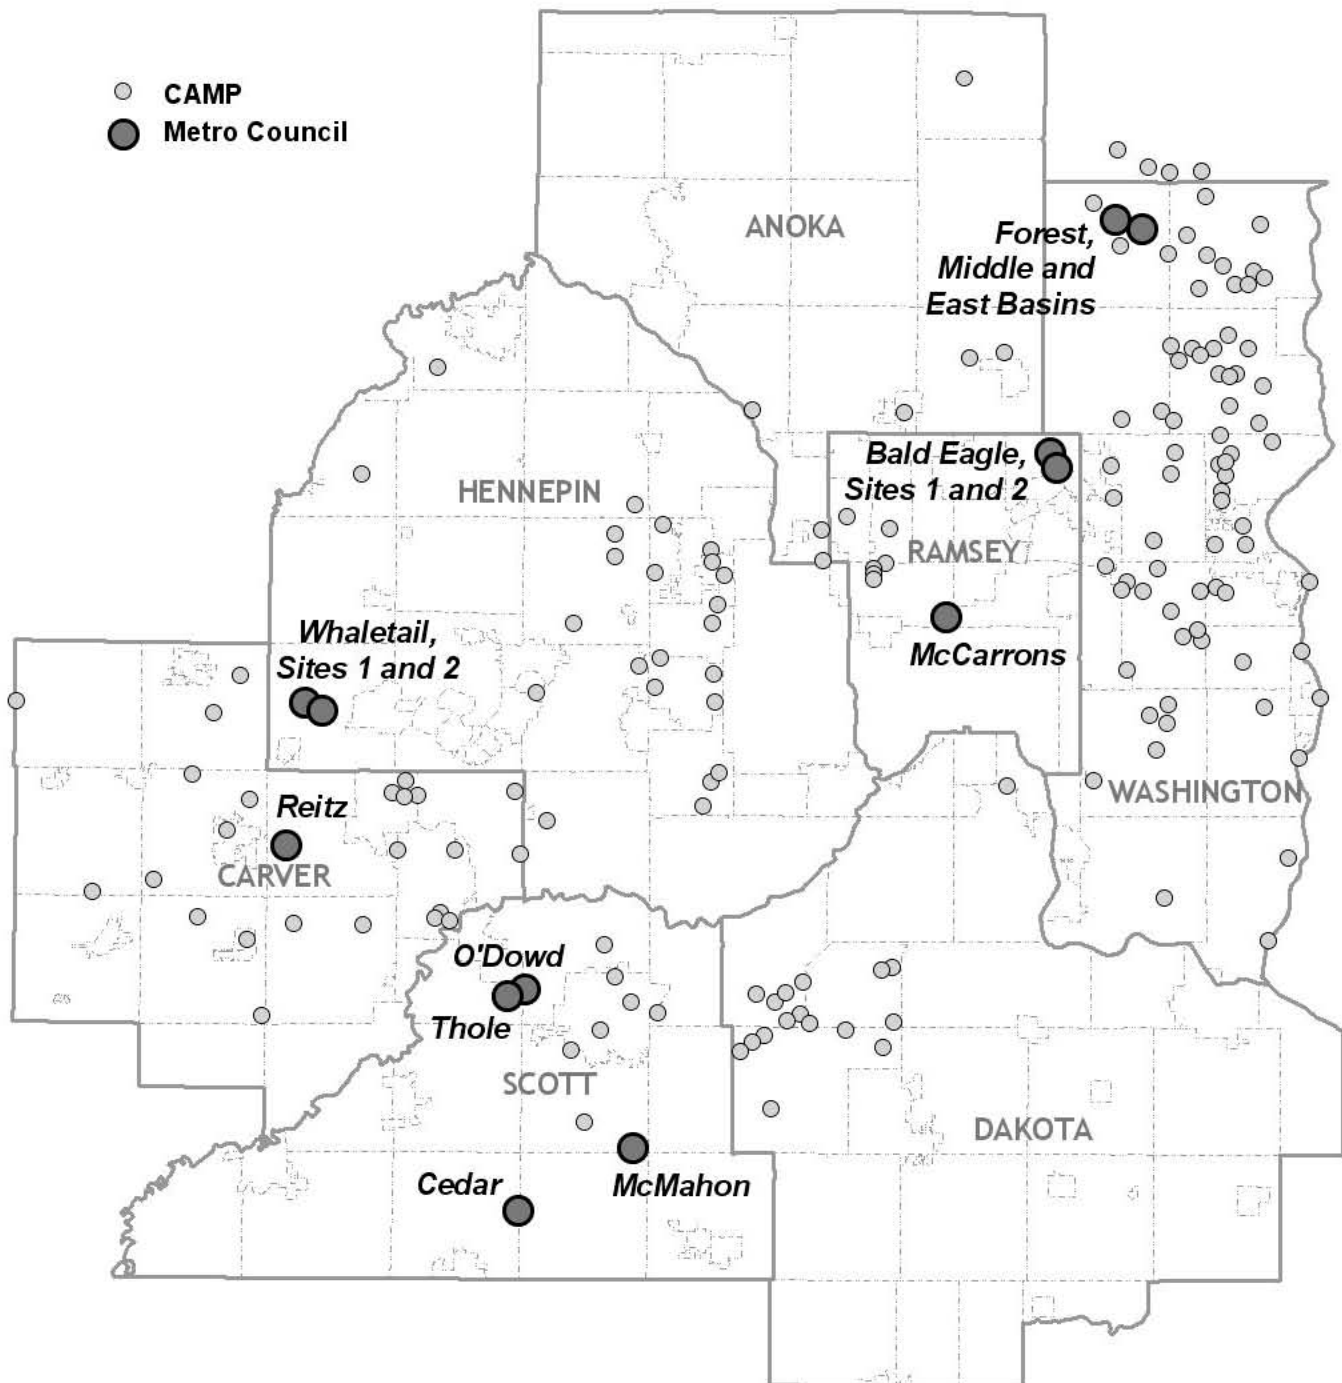 CAMP
Metro Council
ANOKA
Forest,
Middle and
East Basins
Bald Eagle,
Sites 1 and 2
HENNEPIN
RAMSEY
Whaletail,
Sites 1 and 2
McCarrons
WASHINGTON
Reitz
CARVER
O'Dowd
Thole
SCOTT
DAKOTA
Cedar
McMahon